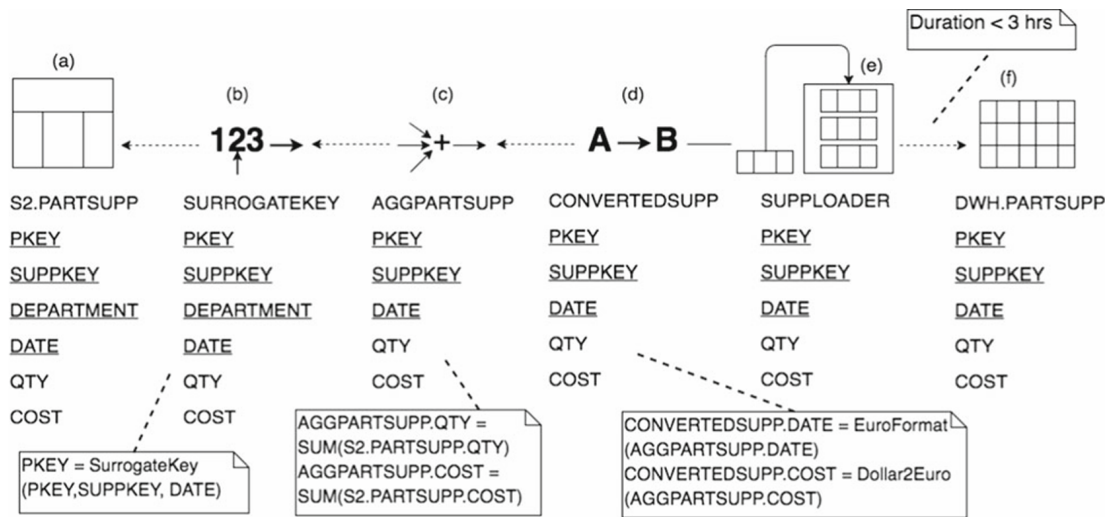 Duration < 3 hrs
(a)
(b)
(c)
(d)
(e)
(f)
123
+
A
B
S2.PARTSUPP
PKEY
SUPPKEY
DEPARTMENT
DATE
QTY
COST
SURROGATEKEY
PKEY
SUPPKEY
DEPARTMENT
DATE
QTY
COST
AGGPARTSUPP
PKEY
SUPPKEY
DATE
QTY
COST
CONVERTEDSUPP
PKEY
SUPPKEY
DATE
QTY
COST
SUPPLOADER
PKEY
SUPPKEY
DATE
QTY
COST
DWH.PARTSUPP
PKEY
SUPPKEY
DATE
QTY
COST
PKEY = SurrogateKey
(PKEY,SUPPKEY, DATE)
AGGPARTSUPP.QTY =
SUM(S2.PARTSUPP.QTY)
AGGPARTSUPP.COST =
SUM(S2.PARTSUPP.COST)
CONVERTEDSUPP.DATE = EuroFormat
(AGGPARTSUPP.DATE)
CONVERTEDSUPP.COST = Dollar2Euro
(AGGPARTSUPP.COST)